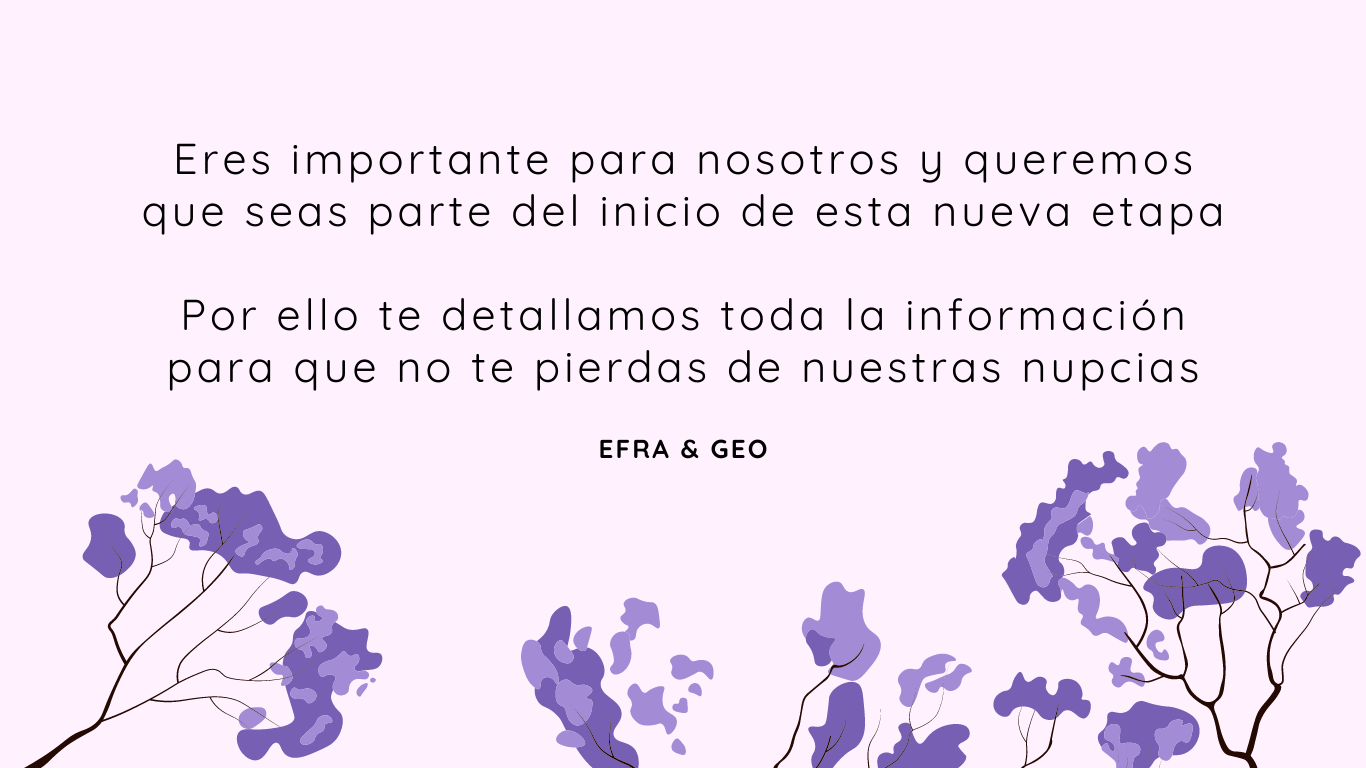 Eres importante para nosotros y queremos
que seas parte del inicio de esta nueva etapa
Por ello te detallamos toda la información
para que no te pierdas de nuestras nupcias
EFRA & GEO